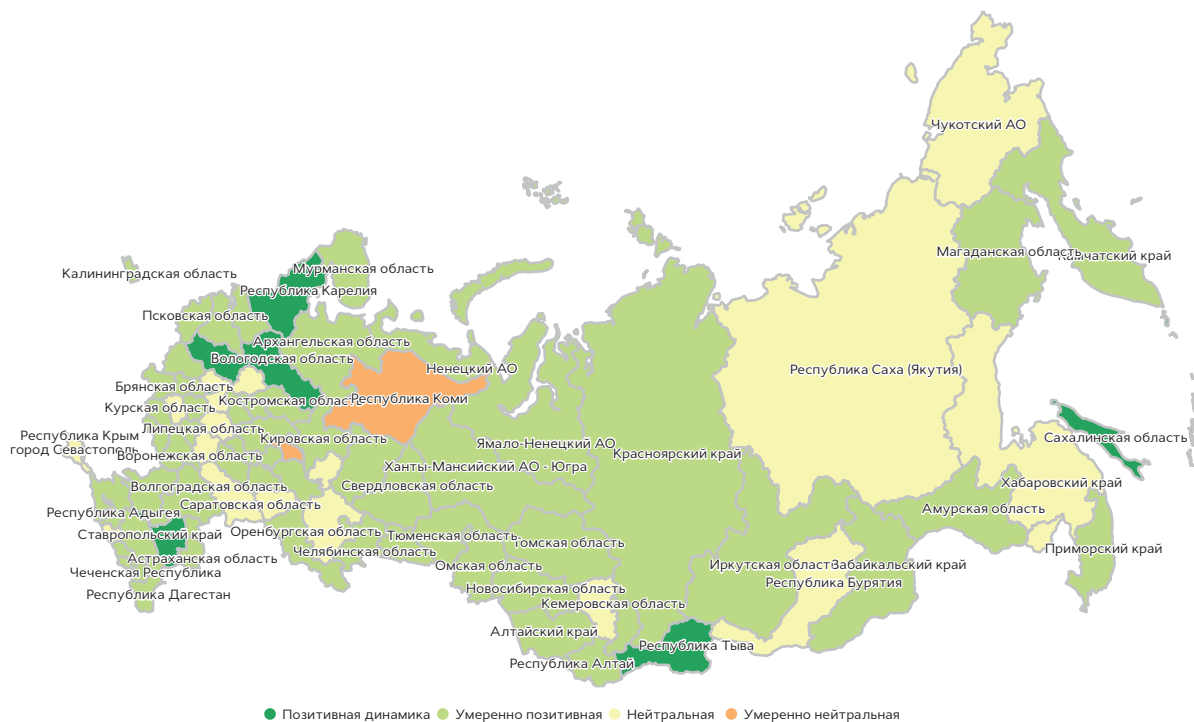 Чукотский АО
Магаданская область
Камчатский край
Мурманская область
Калининградская область
Республика Карелия
Псковская область
Архангельская область
Вологодская область
Ненецкий АО
Республика Саха (Якутия)
Брянская область
Костромская область
Республика Коми
Курская область
Липецкая область
Республика Крым
Кировская область
Сахалинская область
Ямало-Ненецкий АО
город Севастополь
Воронежская область
Красноярский край
Ханты-Мансийский АО - Югра
Хабаровский край
Волгоградская область
Свердловская область
Саратовская область
Амурская область
Республика Адыгея
Ставропольский край
Оренбургская область
Тюменская область
Томская область
Приморский край
Челябинская область
Астраханская область
Омская область
Иркутская область
Забайкальский край
Чеченская Республика
Республика Бурятия
Новосибирская область
Республика Дагестан
Кемеровская область
Алтайский край
Республика Тыва
Республика Алтай
Позитивная динамика
Умеренно позитивная
Нейтральная
Умеренно нейтральная